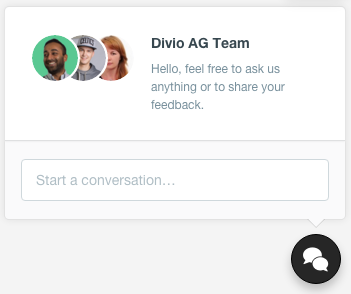 Divio AG Team
Hello, feel free to ask us
anything or to share your
feedback.
Start a conversation…